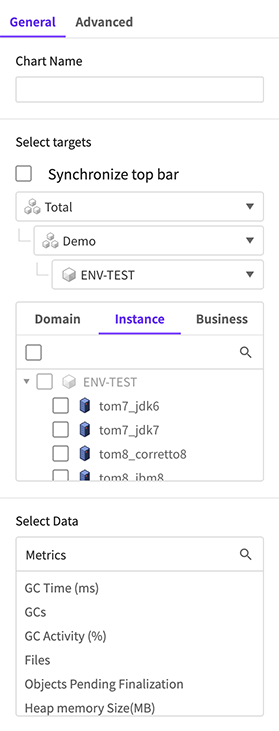 General Advanced
Chart Name
Select targets
Synchronize top bar
Total
Demo
ENV-TEST
Domain Instance Business
ENV-TEST
tom7_jdk6
tom7_jdk7
tom8_corretto8
tom8_ibm8
Select Data
Metrics
GC Time (ms)
GCs
GC Activity (%)
Files
Objects Pending Finalization
Heap memory Size(MB)